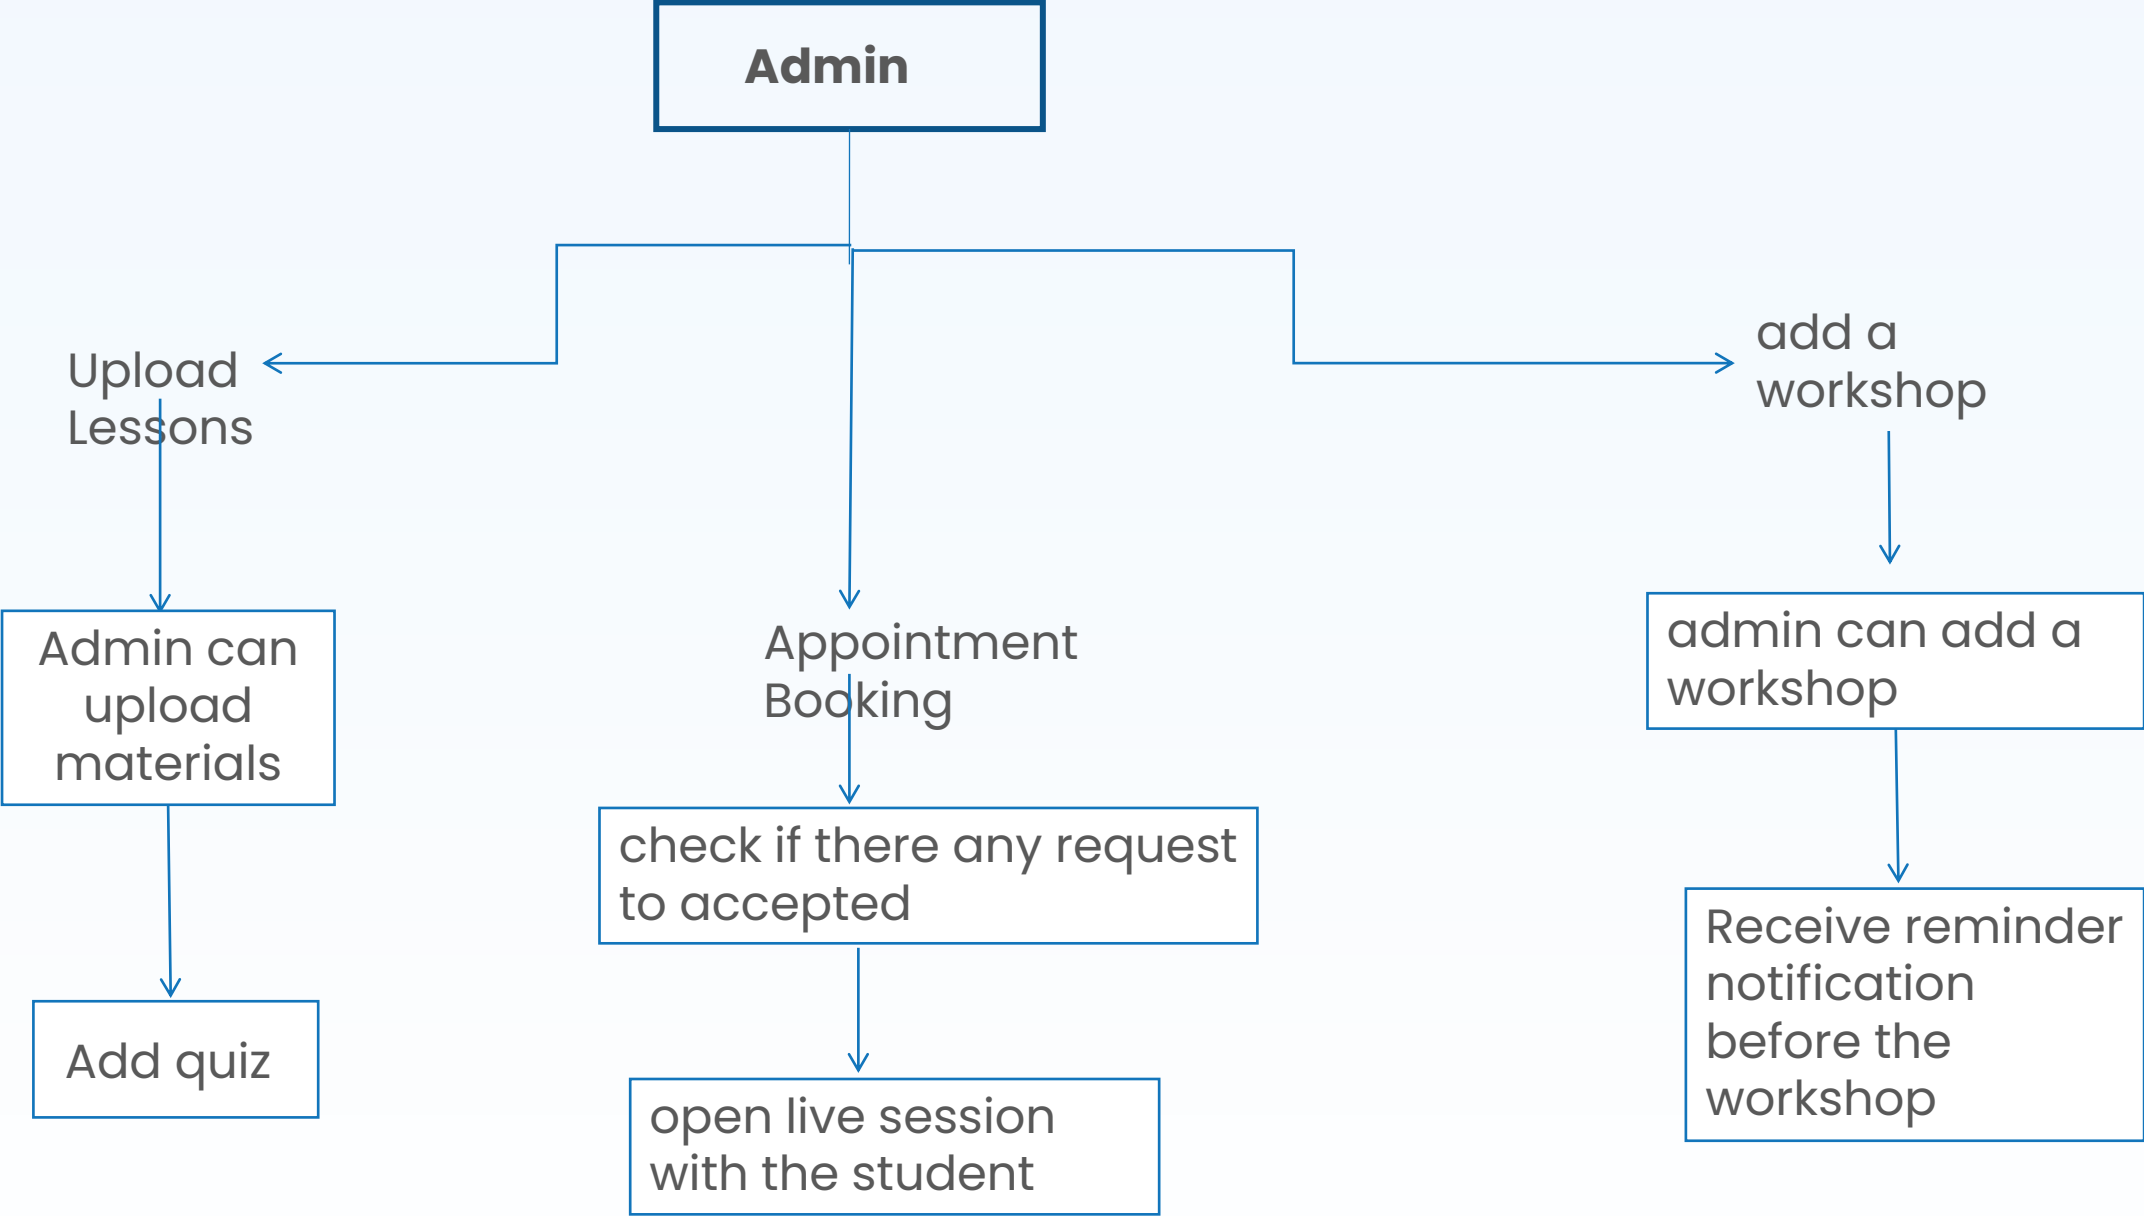 Admin
Upload
Lessons
add a
workshop
Admin can
upload
materials
Appointment
Booking
admin can add a
workshop
check if there any request
to accepted
Receive reminder
notification
before the
workshop
Add quiz
open live session
with the student